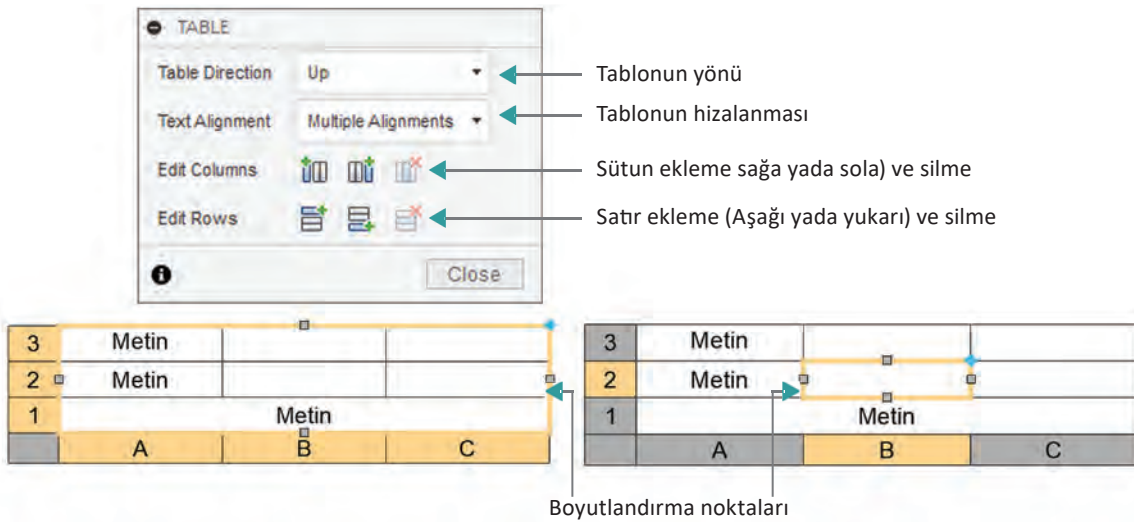 TABLE
Table Direction Up Tablonun yönü
Text Alignment Multiple Alignments Tablonun hizalanması
Edit Columns Sütun ekleme sağa yada sola) ve silme
Edit Rows Satır ekleme (Aşağı yada yukarı) ve silme
Close
3 Metin
2 Metin
1 Metin
A B C
3 Metin
2 Metin
1 Metin
A B C
Boyutlandırma noktaları